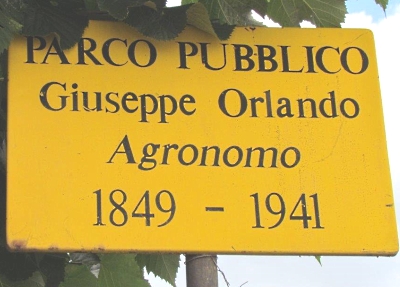 PARCO PUBBLICO
Giuseppe Orlando
Agronomo
1849 - 1941